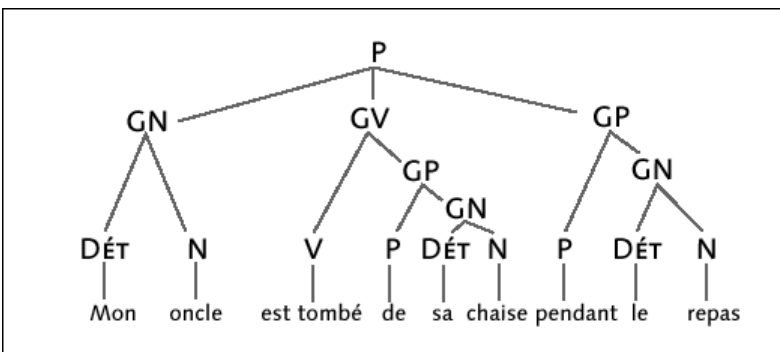 P
GN GV GP
GP GN
GN
DÉT N V P DÉT N P DÉT N
Mon oncle est tombé de sa chaise pendant le repas